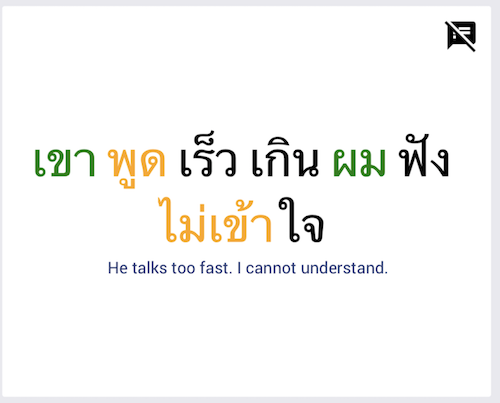 เขา พูด เร็ว เกิน ผม ฟัง
ไม่เข้า ใจ
He talks too fast. I cannot understand.